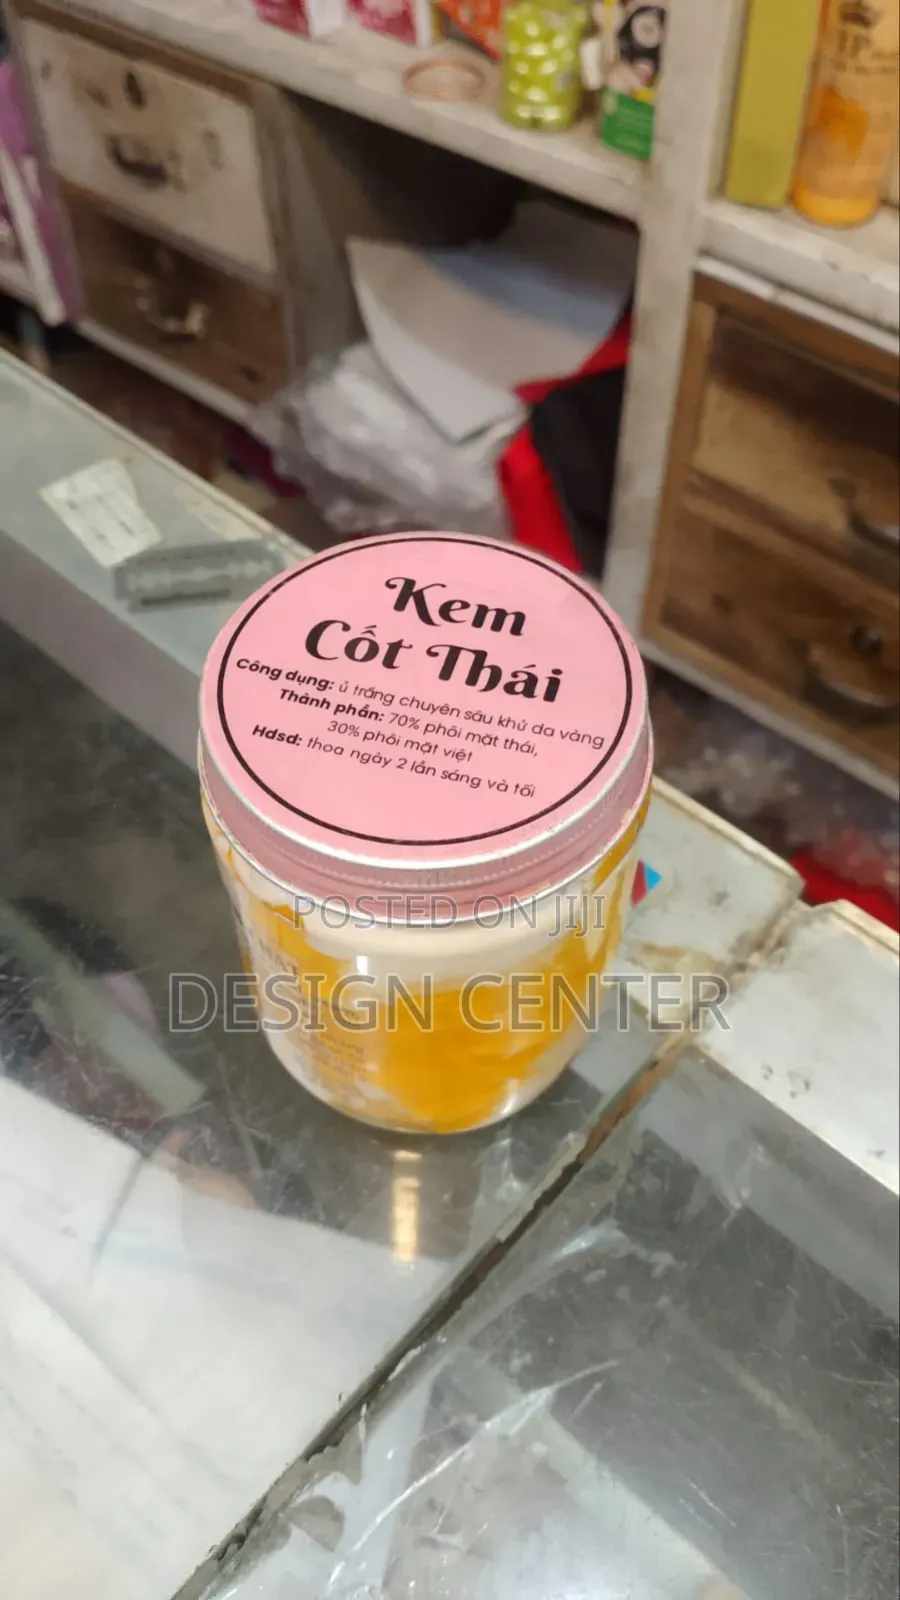 Kem
Cốt Thái
Công dụng: ủ trắng chuyên sâu khử da vàng
Thành phần: 70% phôi mặt thái,
30% phôi mặt việt
Hdsd: thoa ngày 2 lần sáng và tối
POSTED ON JIJI
DESIGN CENTER